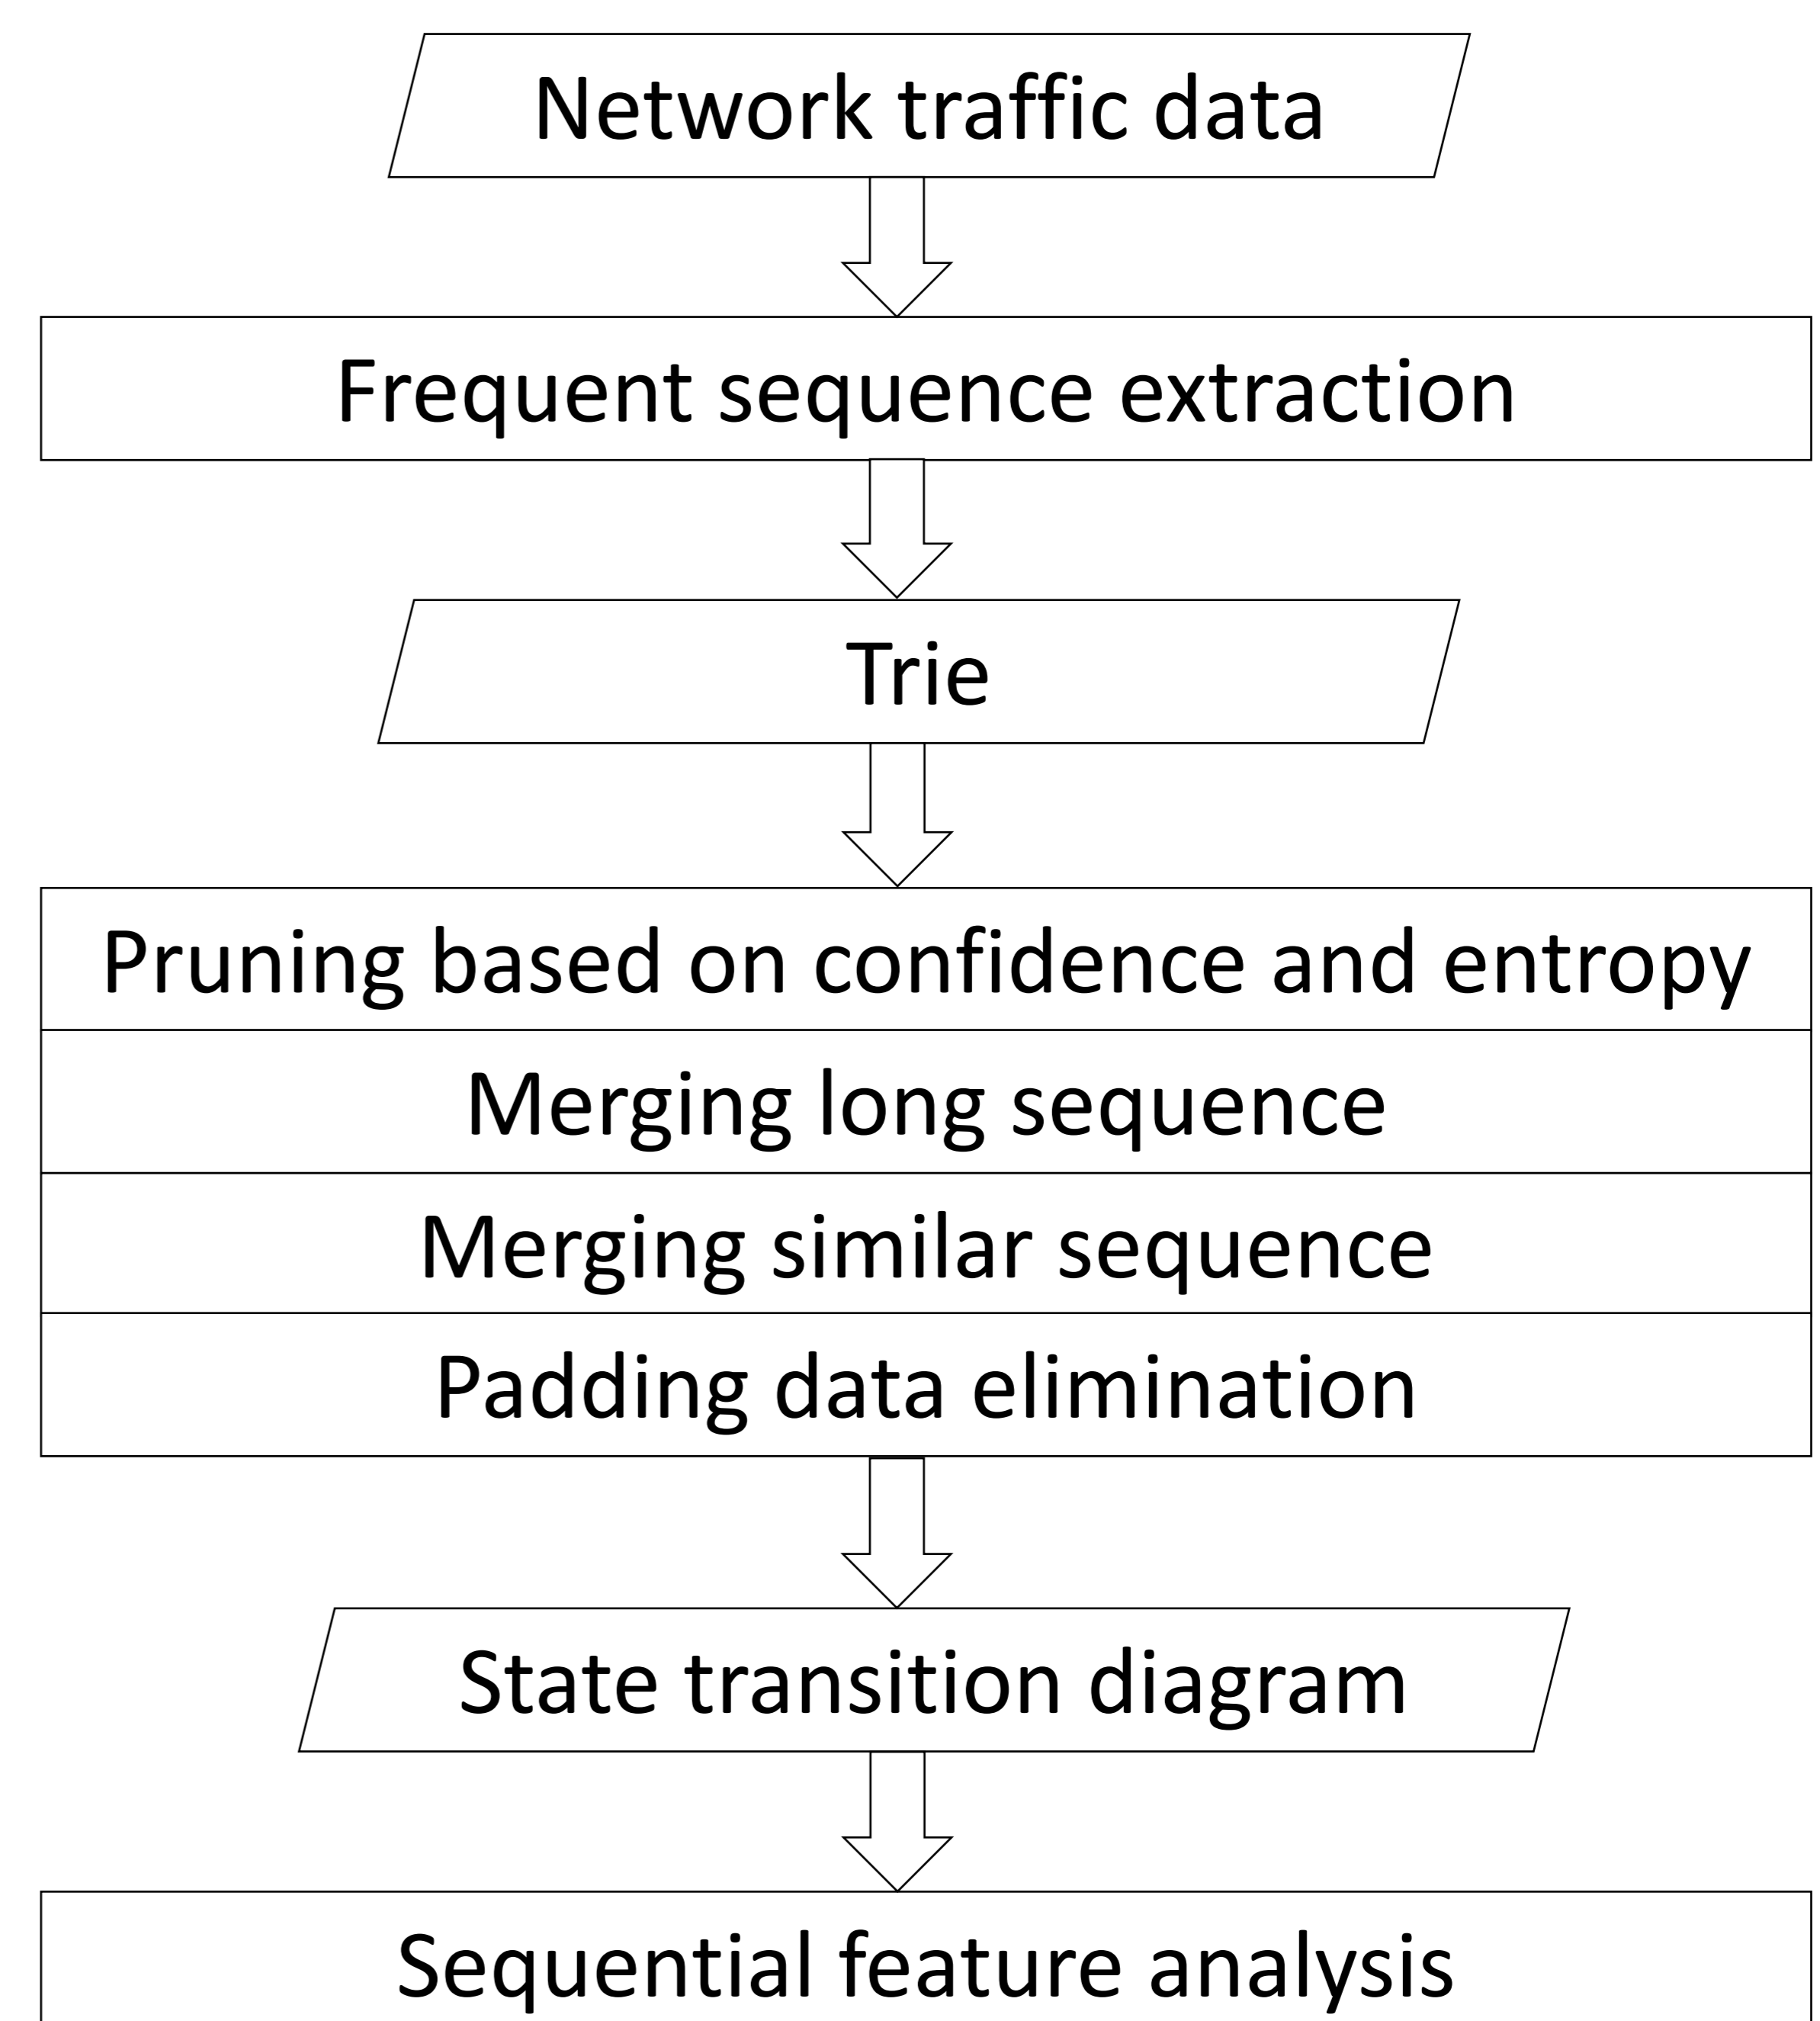 Network traffic data
Frequent sequence extraction
Trie
Pruning based on confidence and entropy
Merging long sequence
Merging similar sequence
Padding data elimination
State transition diagram
Sequential feature analysis